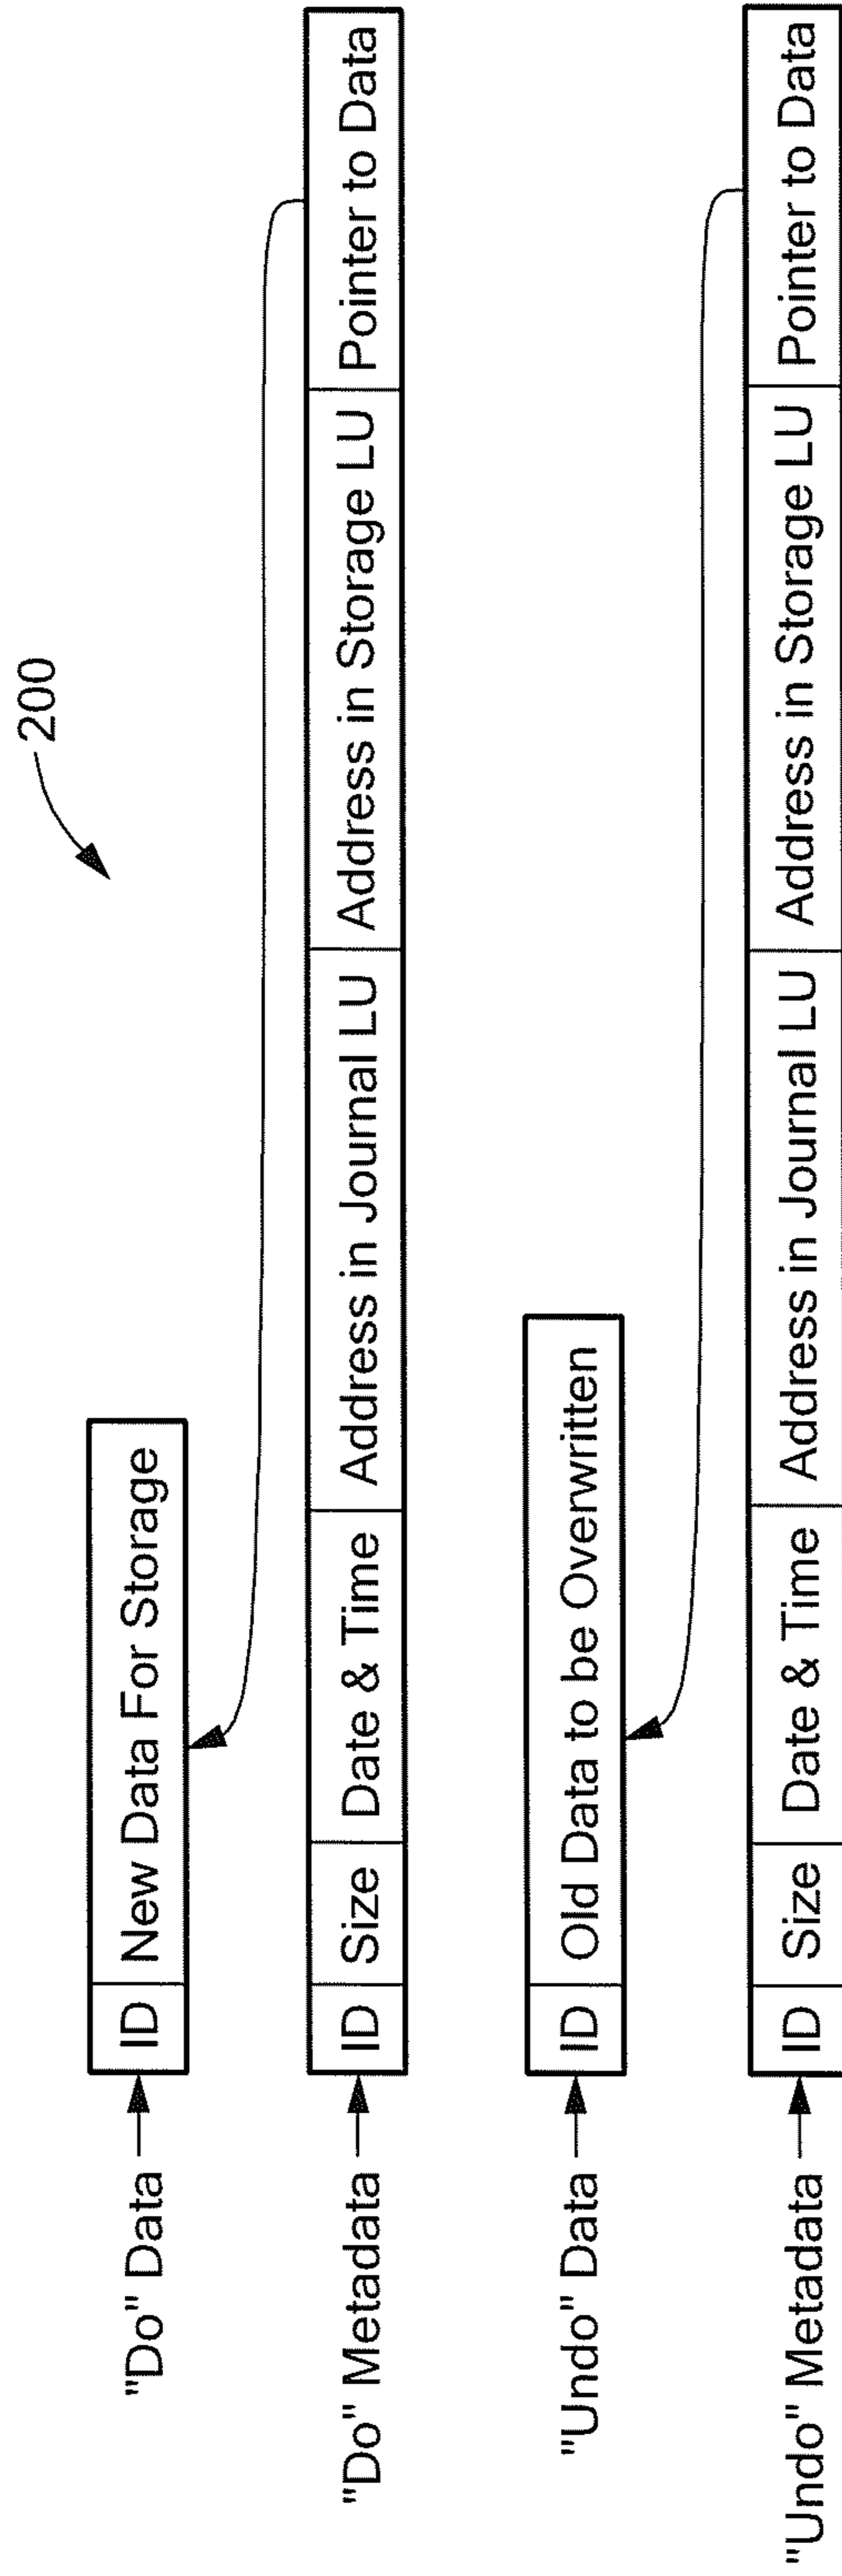 200
"Do" Data
ID New Data For Storage
"Do" Metadata
ID Size Date & Time Address in Journal LU Address in Storage LU Pointer to Data
"Undo" Data
ID Old Data to be Overwritten
"Undo" Metadata
ID Size Date & Time Address in Journal LU Address in Storage LU Pointer to Data